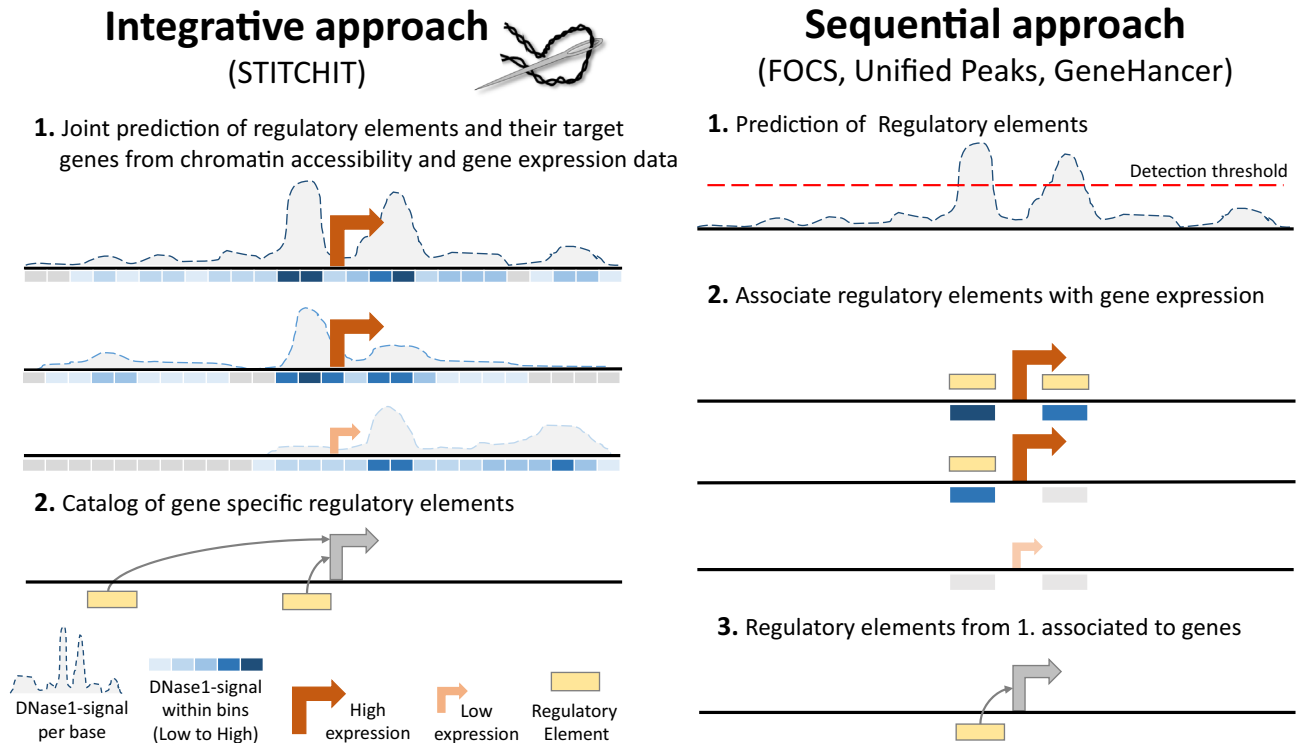 Integrative approach
(STITCHIT)
1. Joint prediction of regulatory elements and their target
genes from chromatin accessibility and gene expression data
2. Catalog of gene specific regulatory elements
DNase1-signal
per base
DNase1-signal
within bins
(Low to High)
High
expression
Low
expression
Regulatory
Element
Sequential approach
(FOCS, Unified Peaks, GeneHancer)
1. Prediction of Regulatory elements
Detection threshold
2. Associate regulatory elements with gene expression
3. Regulatory elements from 1. associated to genes